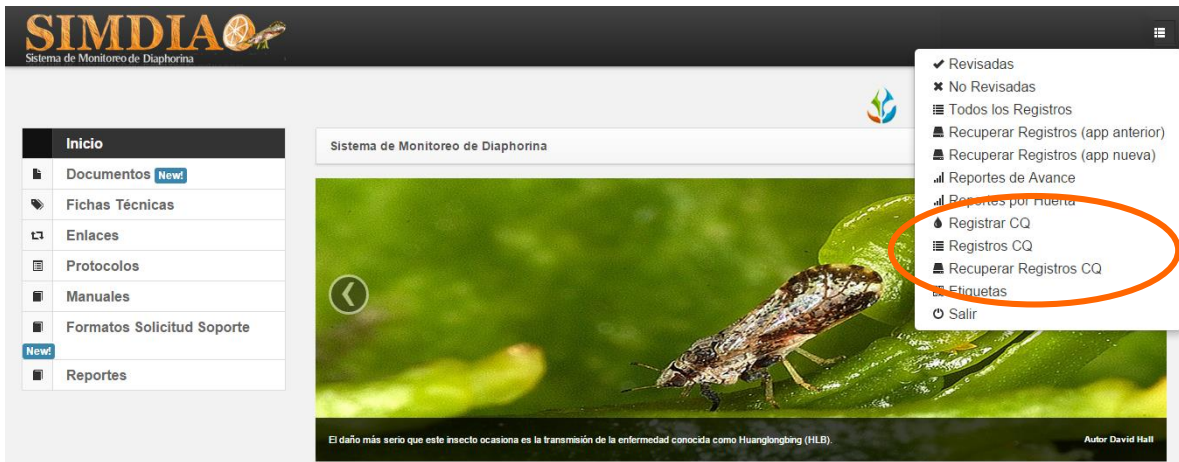 SIMDIA
Sistema de Monitoreo de Diaphorina
Revisadas
No Revisadas
Todos los Registros
Recuperar Registros (app anterior)
Recuperar Registros (app nueva)
Reportes de Avance
Reportes por Huerta
Registrar CQ
Registros CQ
Recuperar Registros CQ
Etiquetas
Salir
Inicio
Documentos New!
Fichas Técnicas
Enlaces
Protocolos
Manuales
Formatos Solicitud Soporte
New!
Reportes
Sistema de Monitoreo de Diaphorina
El daño más serio que este insecto ocasiona es la transmisión de la enfermedad conocida como Huanglongbing (HLB).
Autor David Hall